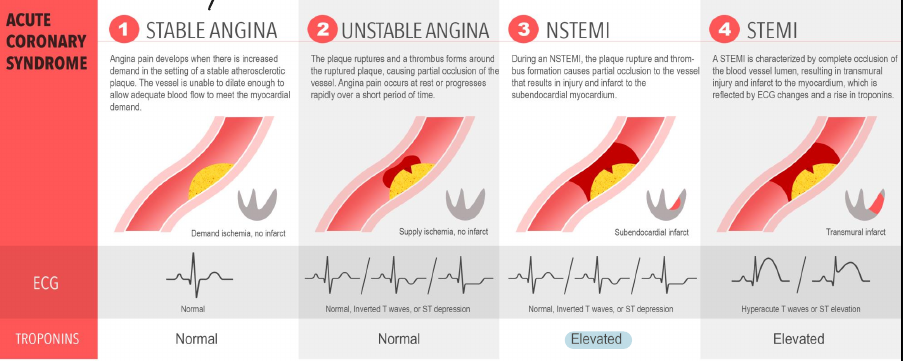 ACUTE
CORONARY
SYNDROME
1 STABLE ANGINA
Angina pain develops when there is increased
demand in the setting of a stable atherosclerotic
plaque. The vessel is unable to dilate enough to
allow adequate blood flow to meet the myocardial
demand.
Demand ischemia, no infarct
2 UNSTABLE ANGINA
The plaque ruptures and a thrombus forms around
the ruptured plaque, causing partial occlusion of the
vessel. Angina pain occurs at rest or progresses
rapidly over a short period of time.
Supply ischemia, no infarct
3 NSTEMI
During an NSTEMI, the plaque rupture and throm-
bus formation causes partial occlusion to the vessel
that results in injury and infarct to the
subendocardial myocardium.
Subendocardial infarct
4 STEMI
A STEMI is characterized by complete occlusion of
the blood vessel lumen, resulting in transmural
injury and infarct to the myocardium, which is
reflected by ECG changes and a rise in troponins.
Transmural infarct
ECG
Normal
Normal, Inverted T waves, or ST depression
Normal, Inverted T waves, or ST depression
Hyperacute T waves or ST elevation
TROPONINS
Normal
Normal
Elevated
Elevated